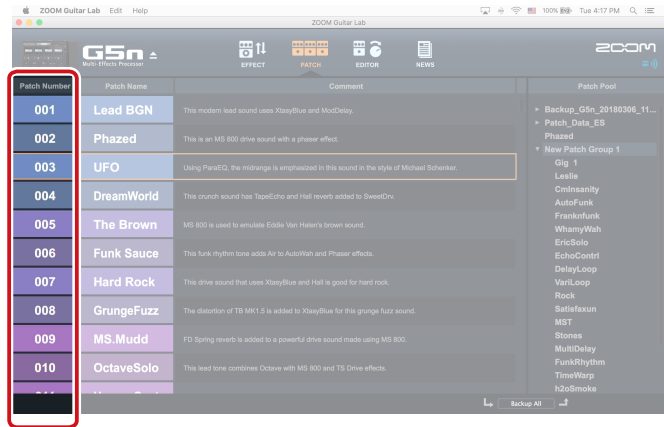 ZOOM Guitar Lab Edit Help 100% Tue 4:17 PM
ZOOM Guitar Lab
G5n
Multi-Effects Processor
EFFECT PATCH EDITOR NEWS
ZOOM
Patch Number Patch Name Comment Patch Pool
001 Lead BGN This modern lead sound uses XtasyBlue and ModDelay.
002 Phazed This is an MS 800 drive sound with a phaser effect.
003 UFO Using ParaEQ, the midrange is emphasized in this sound in the style of Michael Schenker.
004 DreamWorld This crunch sound has TapeEcho and Hall reverb added to SweetDrv.
005 The Brown MS 800 is used to emulate Eddie Van Halen's brown sound.
006 Funk Sauce This funk rhythm tone adds Air to AutoWah and Phaser effects.
007 Hard Rock This drive sound that uses XtasyBlue and Hall is good for hard rock.
008 GrungeFuzz The distortion of TB MK1.5 is added to XtasyBlue for this grunge fuzz sound.
009 MS.Mudd FD Spring reverb is added to a powerful drive sound made using MS 800.
010 OctaveSolo This lead tone combines Octave with MS 800 and TS Drive effects.
Backup_G5n_20180306_11...
Patch_Data_ES
Phazed
New Patch Group 1
Gig 1
Leslie
CmInsanity
AutoFunk
Franknfunk
WhamyWah
EricSolo
EchoContrl
DelayLoop
VariLoop
Rock
Satisfaxun
MST
Stones
MultiDelay
FunkRhythm
TimeWarp
h2oSmoke
Backup All